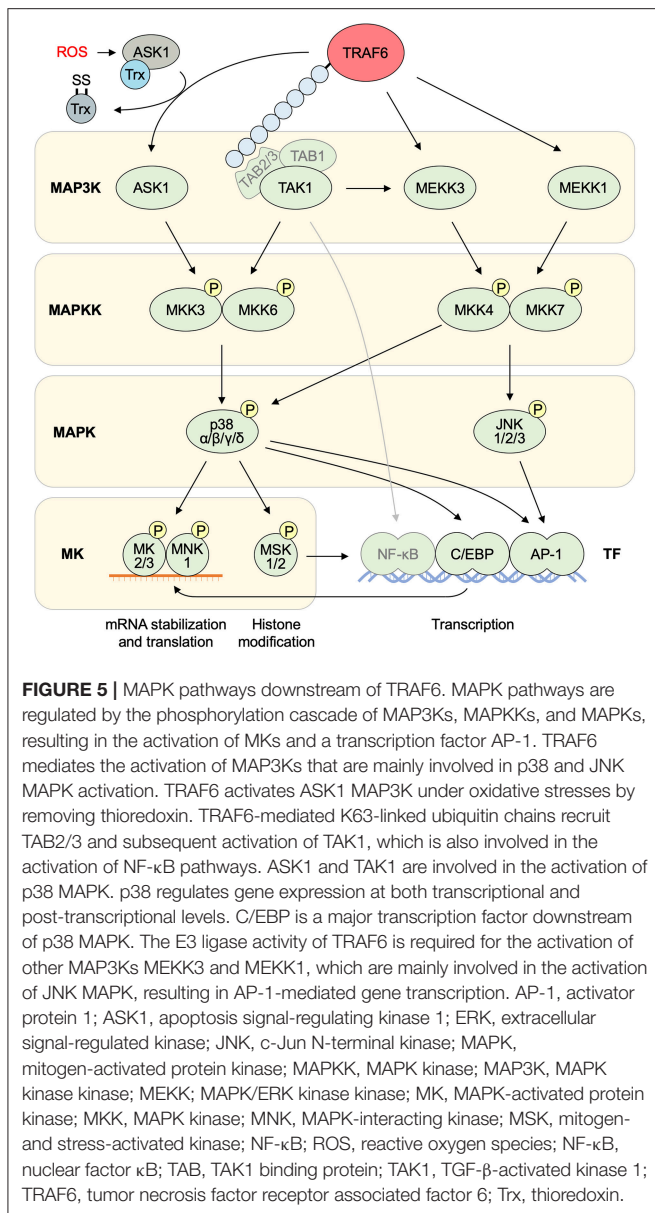 ROS
ASK1
Trx
SS
Trx
TRAF6
MAP3K
ASK1
TAB2/3
TAB1
TAK1
MEKK3
MEKK1
MAPKK
MKK3
P
MKK6
P
MKK4
P
MKK7
P
MAPK
p38
α/β/γ/δ
P
JNK
1/2/3
P
MK
MK
2/3
P
MNK
1
P
MSK
1/2
P
NF-κB
C/EBP
AP-1
TF
mRNA stabilization
and translation
Histone
modification
Transcription
FIGURE 5 | MAPK pathways downstream of TRAF6. MAPK pathways are
regulated by the phosphorylation cascade of MAP3Ks, MAPKKs, and MAPKs,
resulting in the activation of MKs and a transcription factor AP-1. TRAF6
mediates the activation of MAP3Ks that are mainly involved in p38 and JNK
MAPK activation. TRAF6 activates ASK1 MAP3K under oxidative stresses by
removing thioredoxin. TRAF6-mediated K63-linked ubiquitin chains recruit
TAB2/3 and subsequent activation of TAK1, which is also involved in the
activation of NF-κB pathways. ASK1 and TAK1 are involved in the activation of
p38 MAPK. p38 regulates gene expression at both transcriptional and
post-transcriptional levels. C/EBP is a major transcription factor downstream
of p38 MAPK. The E3 ligase activity of TRAF6 is required for the activation of
other MAP3Ks MEKK3 and MEKK1, which are mainly involved in the activation
of JNK MAPK, resulting in AP-1-mediated gene transcription. AP-1, activator
protein 1; ASK1, apoptosis signal-regulating kinase 1; ERK, extracellular
signal-regulated kinase; JNK, c-Jun N-terminal kinase; MAPK,
mitogen-activated protein kinase; MAPKK, MAPK kinase; MAP3K, MAPK
kinase kinase; MEKK; MAPK/ERK kinase kinase; MK, MAPK-activated protein
kinase; MKK, MAPK kinase; MNK, MAPK-interacting kinase; MSK, mitogen-
and stress-activated kinase; NF-κB; ROS, reactive oxygen species; NF-κB,
nuclear factor κB; TAB, TAK1 binding protein; TAK1, TGF-β-activated kinase 1;
TRAF6, tumor necrosis factor receptor associated factor 6; Trx, thioredoxin.